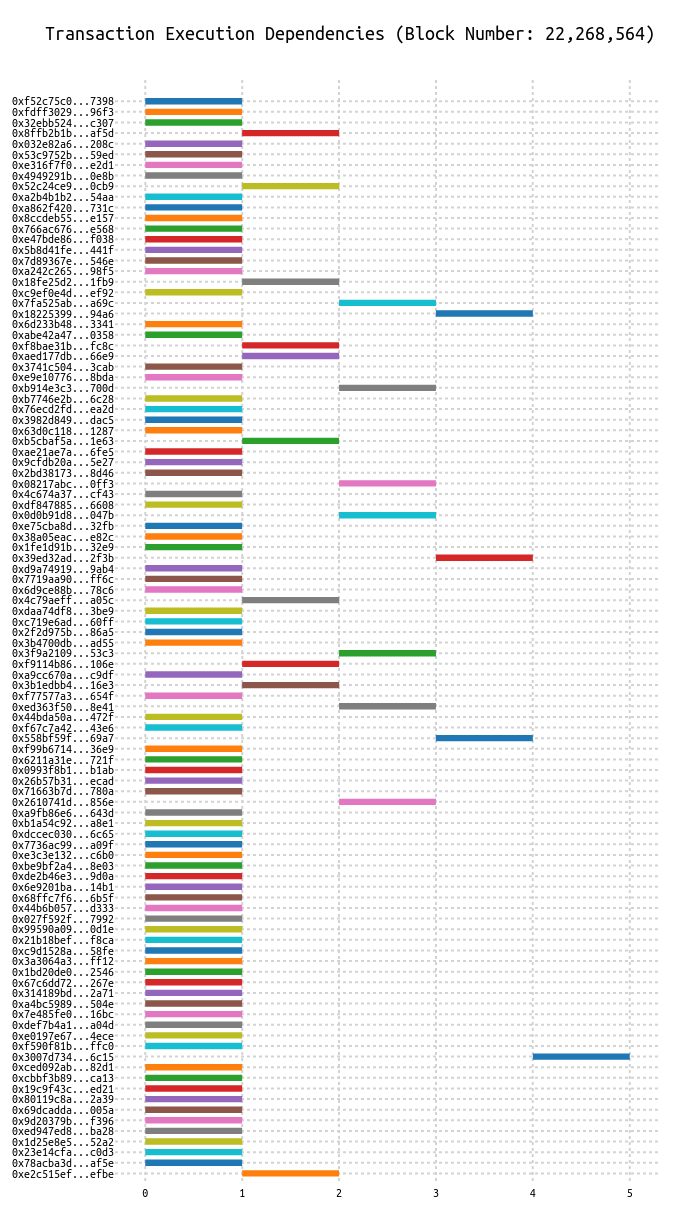 Transaction Execution Dependencies (Block Number: 22,268,564)
0xf52c75c0...7398
0xfdff3029...96f3
0x32ebb524...c307
0x8ffb2b1b...af5d
0x032e82a6...208c
0x53c9752b...59ed
0xe316f7f0...e2d1
0x4949291b...0e8b
0x52c24ce9...0cb9
0xa2b4b1b2...54aa
0xa862f420...731c
0x8ccdeb55...e157
0x766ac676...e568
0xe47bde86...f038
0x5b8d41fe...441f
0x7d89367e...546e
0xa242c265...98f5
0x18fe25d2...1fb9
0xc9ef0e4d...ef92
0x7fa525ab...a69c
0x18225399...94a6
0x6d233b48...3341
0xabe42a47...0358
0xf8bae31b...fc8c
0xaed177db...66e9
0x3741c504...3cab
0xe9e10776...8bda
0xb914e3c3...700d
0xb7746e2b...6c28
0x76ecd2fd...ea2d
0x3982d849...dac5
0x63d0c118...1287
0xb5cbaf5a...1e63
0xae21ae7a...6fe5
0x9cfdb20a...5e27
0x2bd38173...8d46
0x08217abc...0ff3
0x4c674a37...cf43
0xdf847885...6608
0x0d0b91d8...047b
0xe75cba8d...32fb
0x38a05eac...e82c
0x1fe1d91b...32e9
0x39ed32ad...2f3b
0xd9a74919...9ab4
0x7719aa90...ff6c
0x6d9ce88b...78c6
0x4c79aeff...a05c
0xdaa74df8...3be9
0xc719e6ad...60ff
0x2f2d975b...86a5
0x3b4700db...ad55
0x3f9a2109...53c3
0xf9114b86...106e
0xa9cc670a...c9df
0x3b1edbb4...16e3
0xf77577a3...654f
0xed363f50...8e41
0x44bda50a...472f
0xf67c7a42...43e6
0x558bf59f...69a7
0xf99b6714...36e9
0x6211a31e...721f
0x0993f8b1...b1ab
0x26b57b31...ecad
0x71663b7d...780a
0x2610741d...856e
0xa9fb86e6...643d
0xb1a54c92...a8e1
0xdccec030...6c65
0x7736ac99...a09f
0xe3c3e132...c6b0
0xbe9bf2a4...8e03
0xde2b46e3...9d0a
0x6e9201ba...14b1
0x68ffc7f6...6b5f
0x44b6b057...d333
0x027f592f...7992
0x99590a09...0d1e
0x21b18bef...f8ca
0xc9d1528a...58fe
0x3a3064a3...ff12
0x1bd20de0...2546
0x67c6dd72...267e
0x314189bd...2a71
0xa4bc5989...504e
0x7e485fe0...16bc
0xdef7b4a1...a04d
0xe0197e67...4ece
0xf590f81b...ffc0
0x3007d734...6c15
0xced092ab...82d1
0xcbbf3b89...ca13
0x19c9f43c...ed21
0x80119c8a...2a39
0x69dcadda...005a
0x9d20379b...f396
0xed947ed8...ba28
0x1d25e8e5...52a2
0x23e14cfa...c0d3
0x78acba3d...af5e
0xe2c515ef...efbe
0 1 2 3 4 5